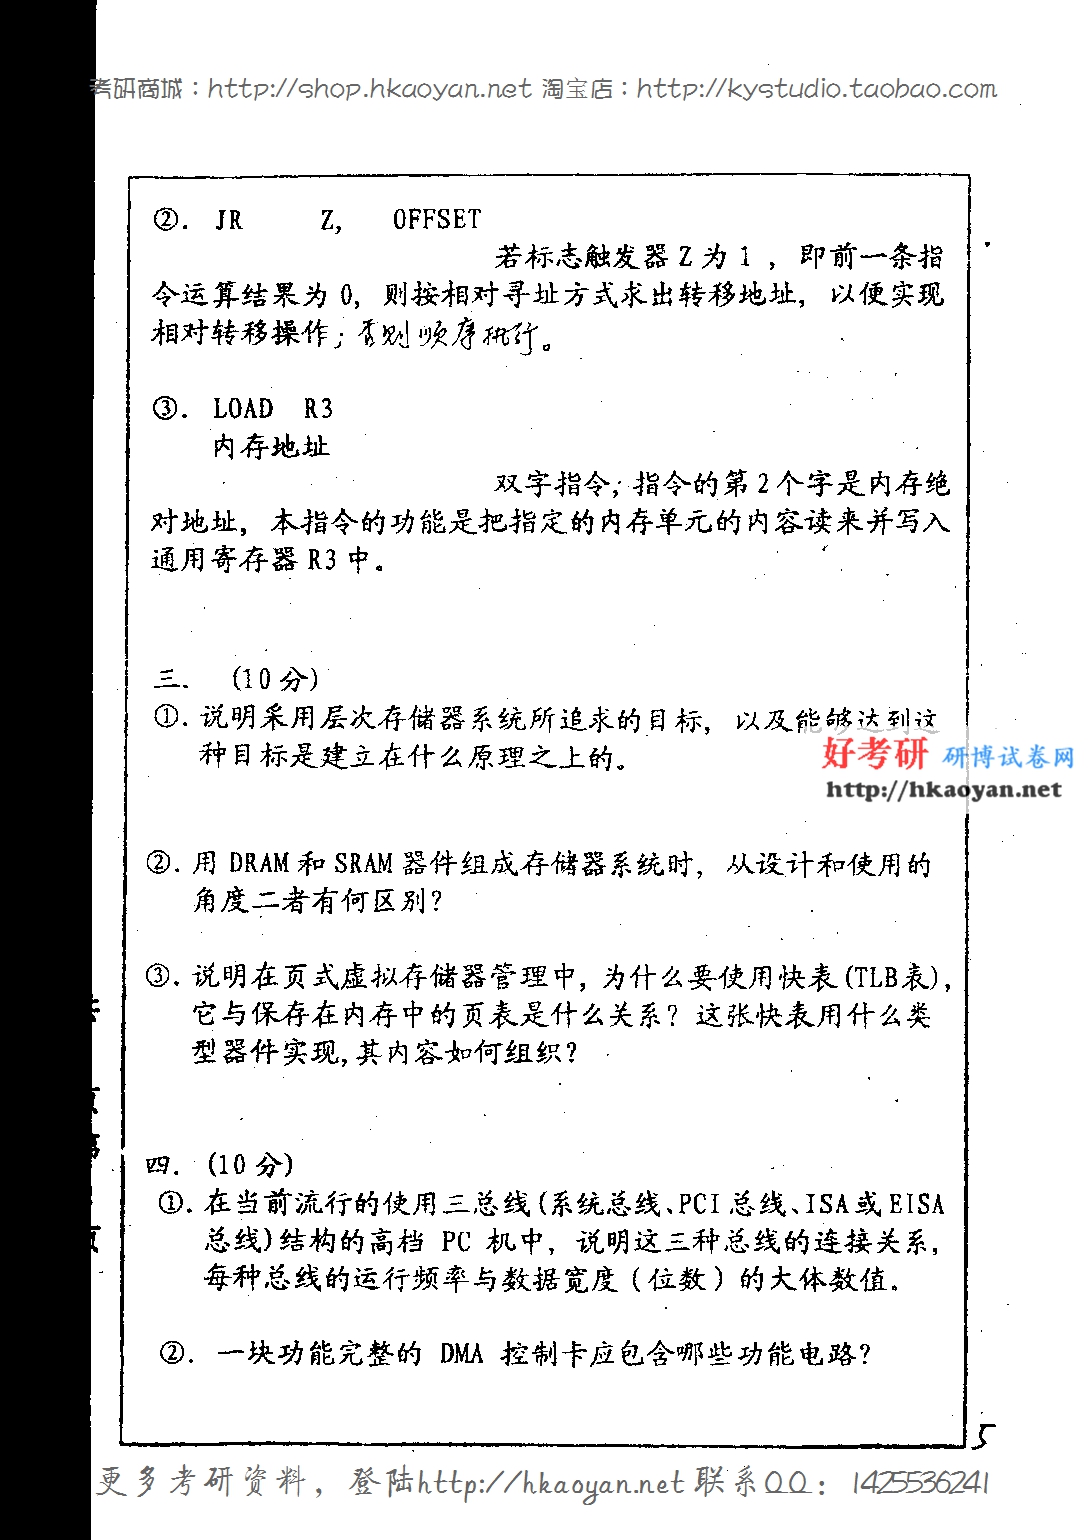 考研商城：http://shop.hkaoyan.net 淘宝店：http://kystudio.taobao.com
②. JR Z, OFFSET
若标志触发器 Z 为 1 ，即前一条指
令运算结果为 0，则按相对寻址方式求出转移地址，以便实现
相对转移操作；否则顺序执行。
③. LOAD R3
内存地址
双字指令；指令的第 2 个字是内存绝
对地址，本指令的功能是把指定的内存单元的内容读来并写入
通用寄存器 R3 中。
三. (10 分)
①. 说明采用层次存储器系统所追求的目标，以及能够达到这
种目标是建立在什么原理之上的。
好考研 研博试卷网
http://hkaoyan.net
②. 用 DRAM 和 SRAM 器件组成存储器系统时，从设计和使用的
角度二者有何区别？
③. 说明在页式虚拟存储器管理中，为什么要使用快表 (TLB 表)，
它与保存在内存中的页表是什么关系？这张快表用什么类
型器件实现，其内容如何组织？
四. (10 分)
①. 在当前流行的使用三总线 (系统总线、PCI 总线、ISA 或 EISA
总线) 结构的高档 PC 机中，说明这三种总线的连接关系，
每种总线的运行频率与数据宽度（位数）的大体数值。
②. 一块功能完整的 DMA 控制卡应包含哪些功能电路？
5
更多考研资料，登陆http://hkaoyan.net 联系QQ：1425536241